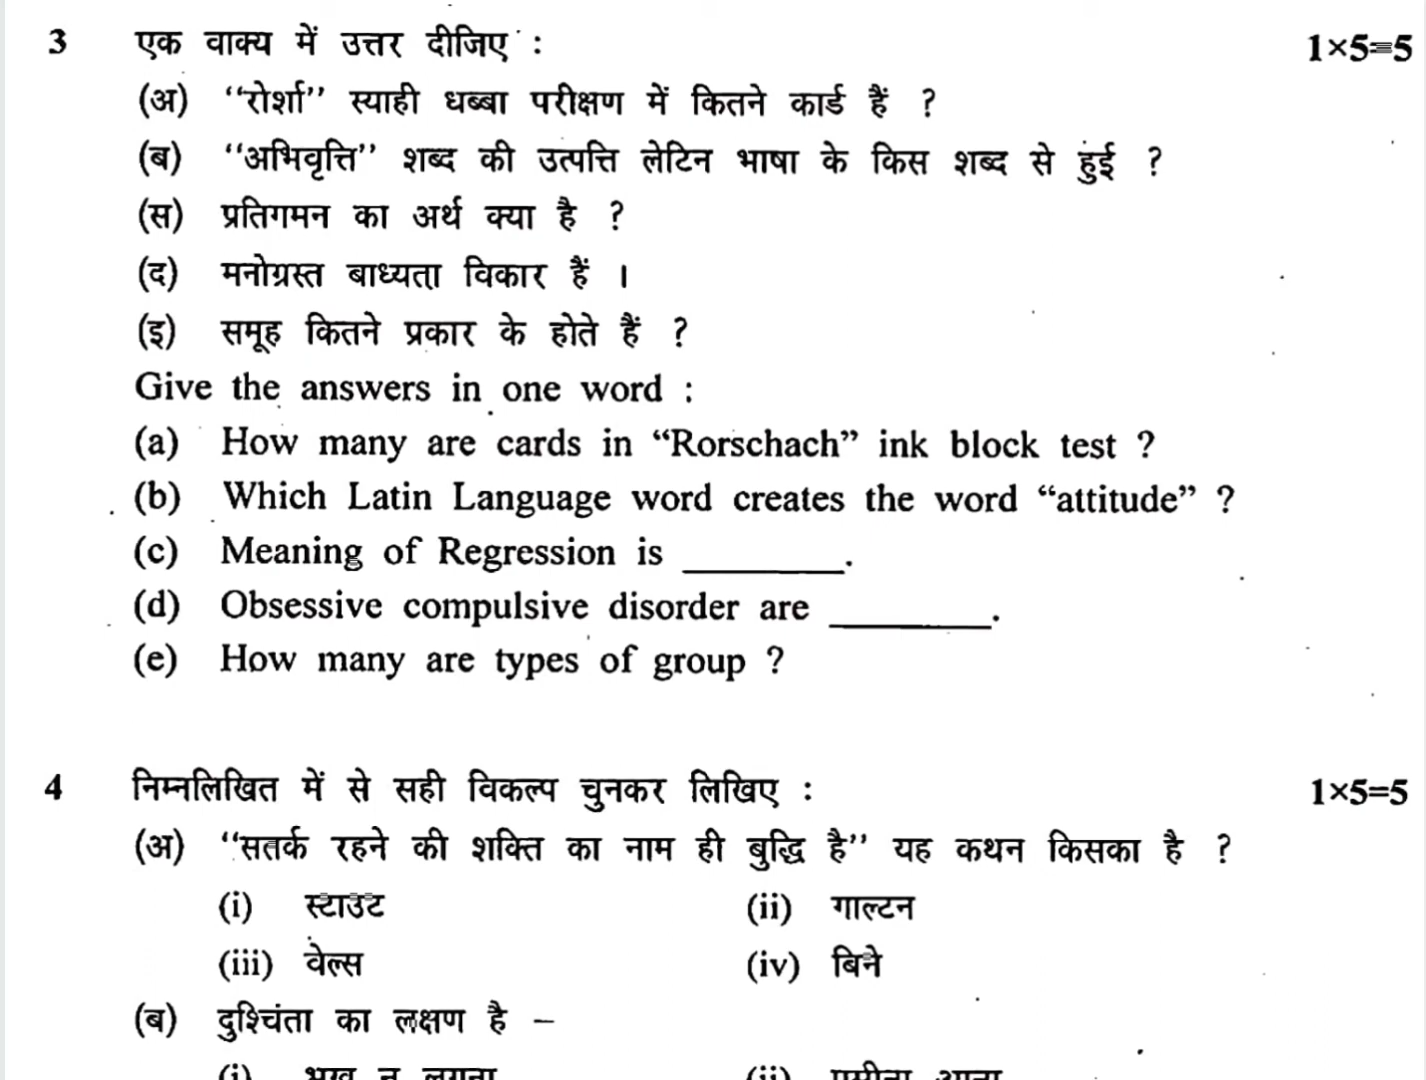 3 एक वाक्य में उत्तर दीजिए : 1×5=5
(अ) ‘‘रोर्शा’’ स्याही धब्बा परीक्षण में कितने कार्ड हैं ?
(ब) ‘‘अभिवृत्ति’’ शब्द की उत्पत्ति लेटिन भाषा के किस शब्द से हुई ?
(स) प्रतिगमन का अर्थ क्या है ?
(द) मनोग्रस्त बाध्यता विकार हैं ।
(इ) समूह कितने प्रकार के होते हैं ?
Give the answers in one word :
(a) How many are cards in “Rorschach” ink block test ?
(b) Which Latin Language word creates the word “attitude” ?
(c) Meaning of Regression is ________.
(d) Obsessive compulsive disorder are ________.
(e) How many are types of group ?
4 निम्नलिखित में से सही विकल्प चुनकर लिखिए : 1×5=5
(अ) ‘‘सतर्क रहने की शक्ति का नाम ही बुद्धि है’’ यह कथन किसका है ?
(i) स्टाउट (ii) गाल्टन
(iii) वेल्स (iv) बिने
(ब) दुश्चिंता का लक्षण है –
(i) भूख न लगना (ii) पसीना आना